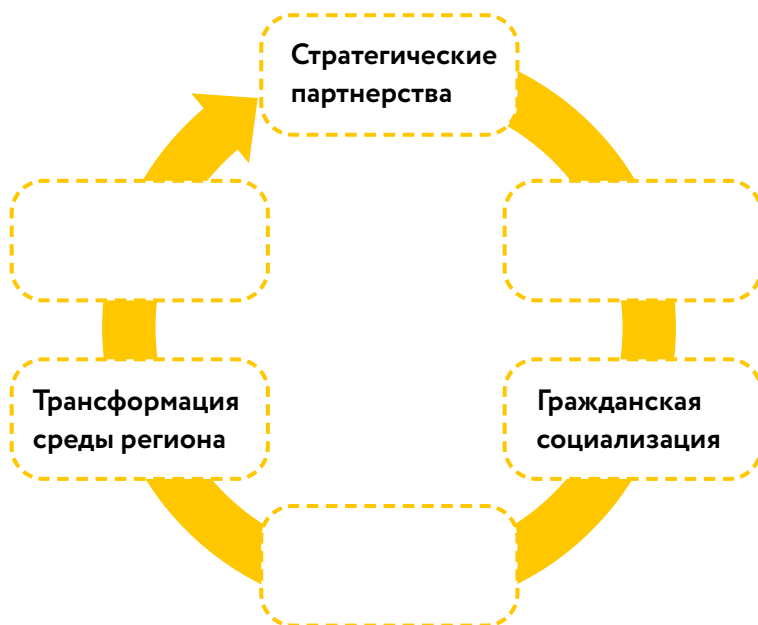 Стратегические
партнерства
Трансформация
среды региона
Гражданская
социализация